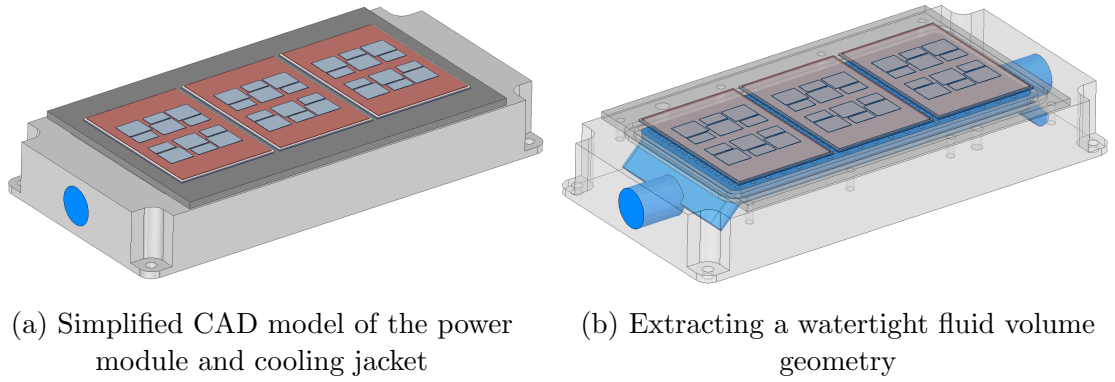 (a) Simplified CAD model of the power
module and cooling jacket
(b) Extracting a watertight fluid volume
geometry